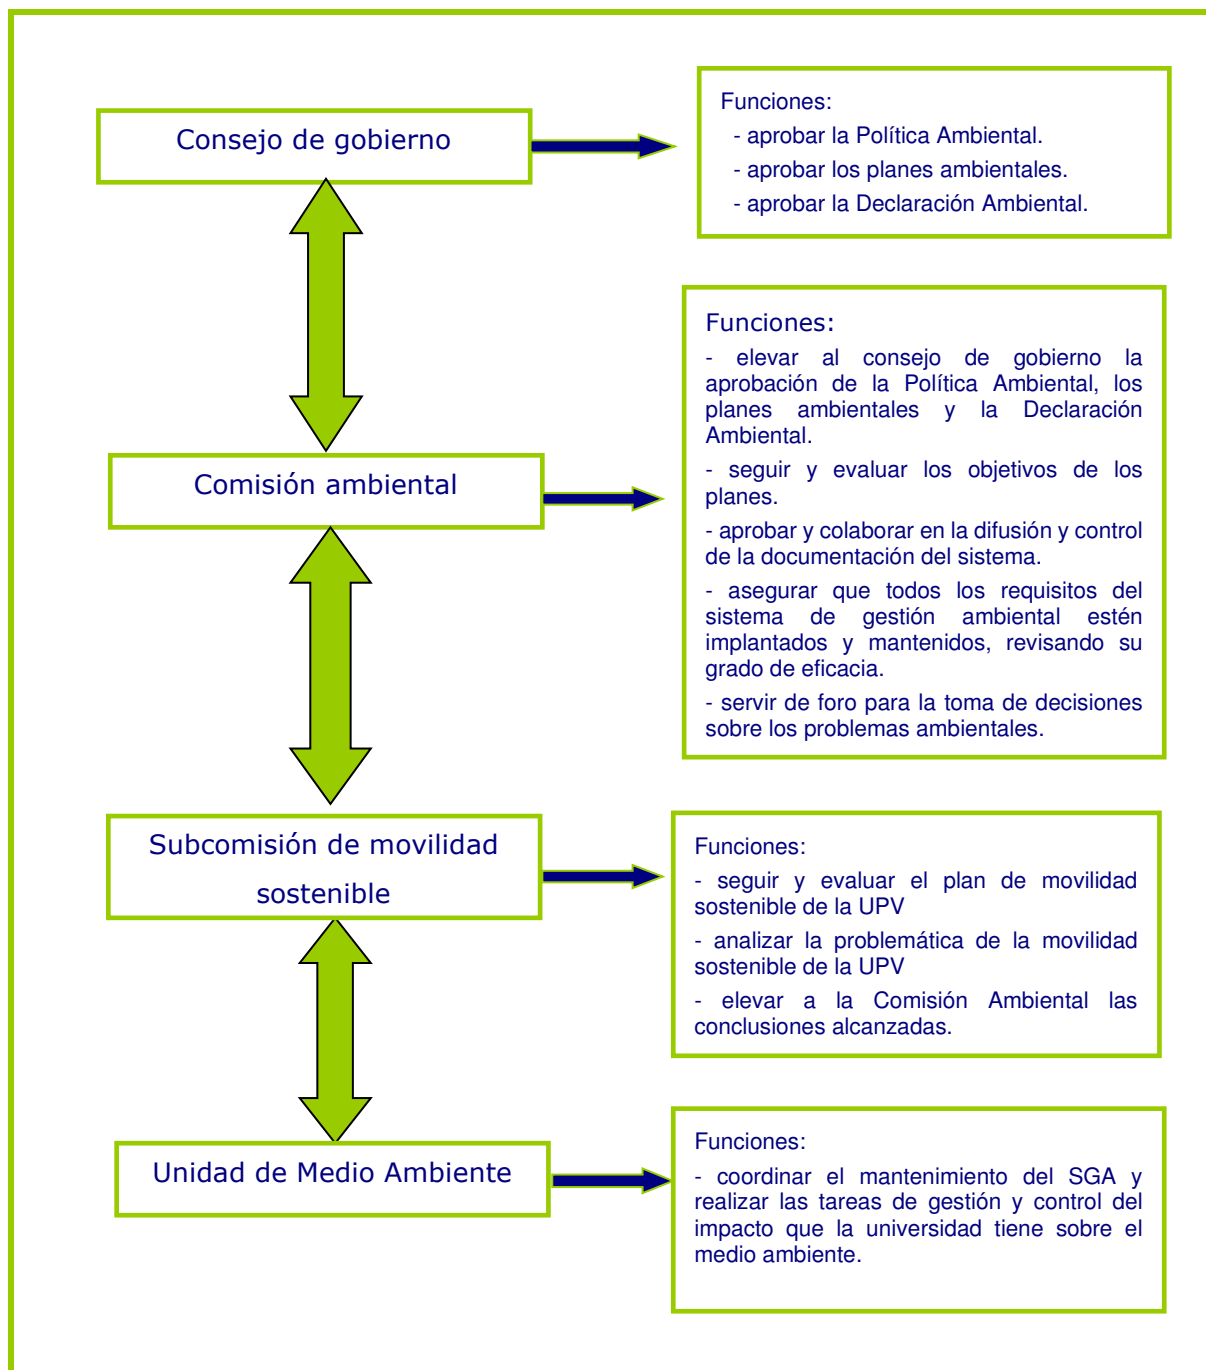 Consejo de gobierno
Funciones:
- aprobar la Política Ambiental.
- aprobar los planes ambientales.
- aprobar la Declaración Ambiental.
Comisión ambiental
Funciones:
- elevar al consejo de gobierno la
aprobación de la Política Ambiental, los
planes ambientales y la Declaración
Ambiental.
- seguir y evaluar los objetivos de los
planes.
- aprobar y colaborar en la difusión y control
de la documentación del sistema.
- asegurar que todos los requisitos del
sistema de gestión ambiental estén
implantados y mantenidos, revisando su
grado de eficacia.
- servir de foro para la toma de decisiones
sobre los problemas ambientales.
Subcomisión de movilidad
sostenible
Funciones:
- seguir y evaluar el plan de movilidad
sostenible de la UPV
- analizar la problemática de la movilidad
sostenible de la UPV
- elevar a la Comisión Ambiental las
conclusiones alcanzadas.
Unidad de Medio Ambiente
Funciones:
- coordinar el mantenimiento del SGA y
realizar las tareas de gestión y control del
impacto que la universidad tiene sobre el
medio ambiente.